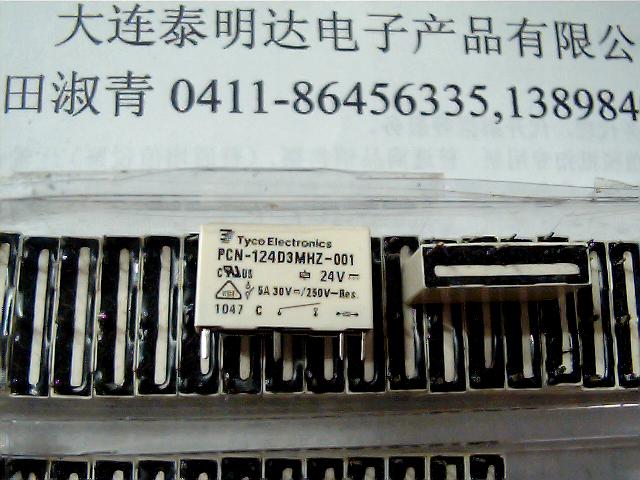 大连泰明达电子产品有限公
田淑青 0411-86456335,138984
Tyco Electronics
PCN-124D3MHZ-001
24V
5A 30V=/250V~Res.
1047 C